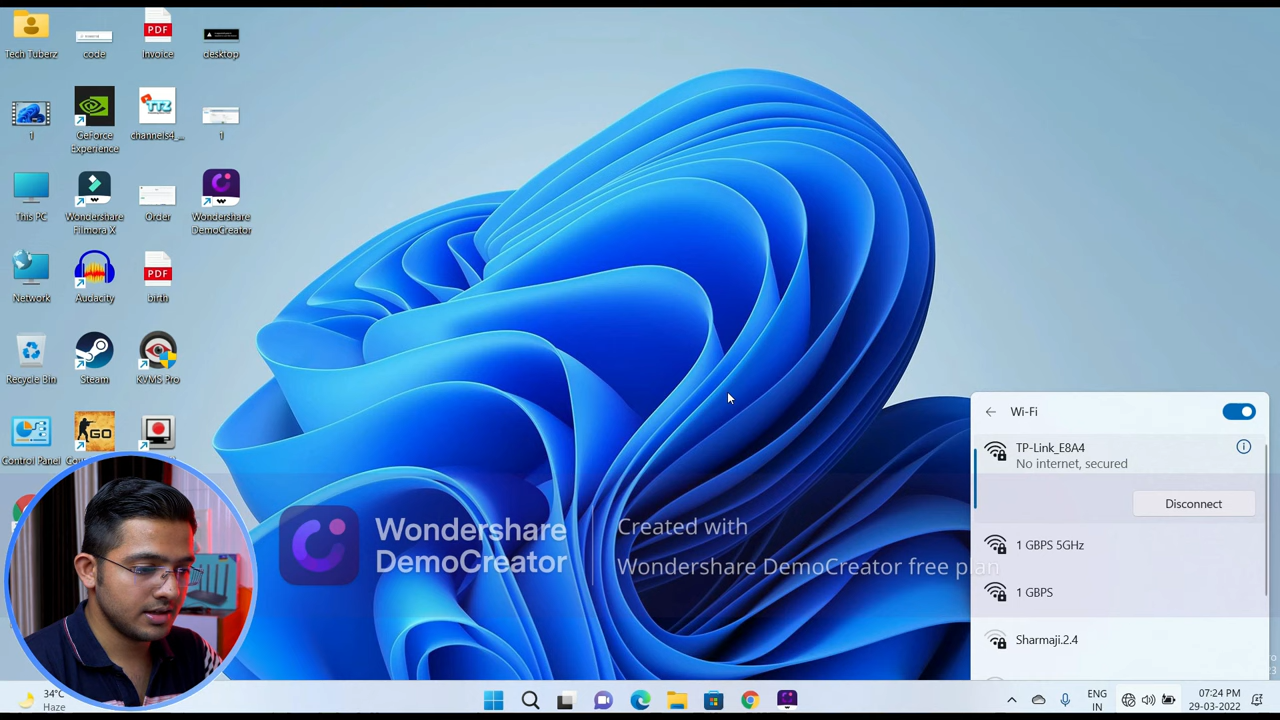 Tech Tuberz
code
Invoice
desktop
1
GeForce
Experience
channels4_...
1
This PC
Wondershare
Filmora X
Order
Wondershare
DemoCreator
Network
Audacity
birth
Recycle Bin
Steam
KVMS Pro
Control Panel
Wi-Fi
TP-Link_E8A4
No internet, secured
Disconnect
1 GBPS 5GHz
1 GBPS
Sharmaji.2.4
Wondershare
DemoCreator
Created with
Wondershare DemoCreator free plan
34°C
Haze
ENG
IN
07:24 PM
29-03-2022